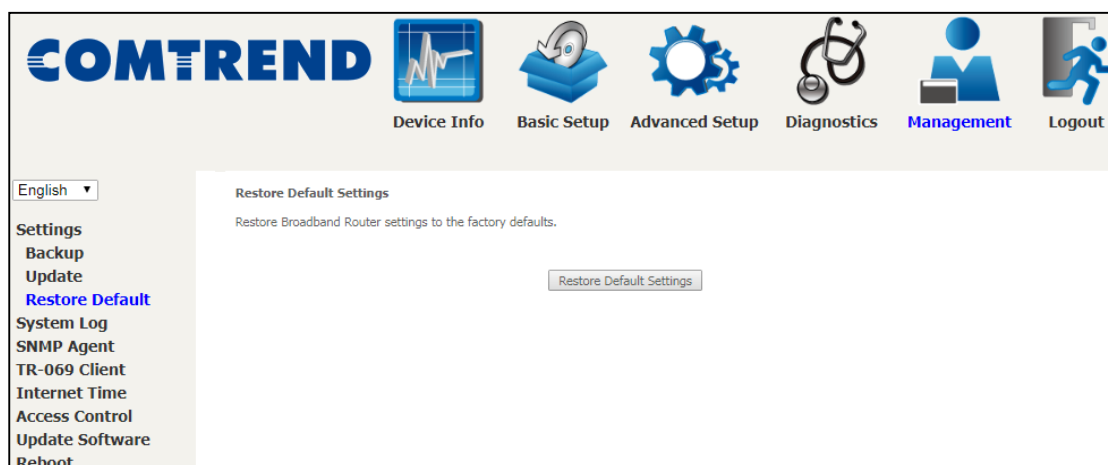 COMTREND
Device Info Basic Setup Advanced Setup Diagnostics Management Logout
English
Restore Default Settings
Restore Broadband Router settings to the factory defaults.
Restore Default Settings
Settings
Backup
Update
Restore Default
System Log
SNMP Agent
TR-069 Client
Internet Time
Access Control
Update Software
Reboot